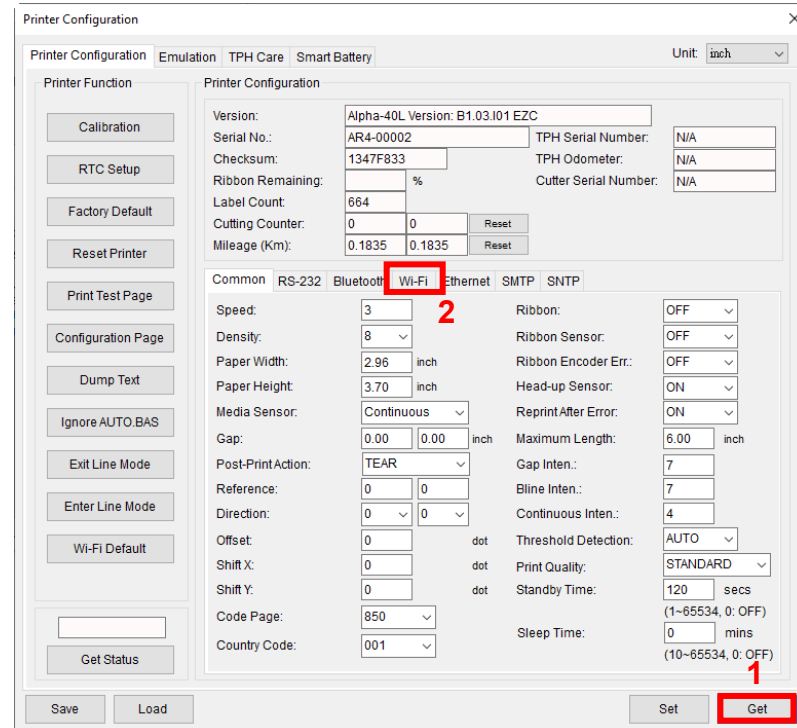 Printer Configuration
Printer Configuration Emulation TPH Care Smart Battery Unit: inch
Printer Function
Calibration
RTC Setup
Factory Default
Reset Printer
Print Test Page
Configuration Page
Dump Text
Ignore AUTO.BAS
Exit Line Mode
Enter Line Mode
Wi-Fi Default
Get Status
Printer Configuration
Version: Alpha-40L Version: B1.03.I01 EZC
Serial No.: AR4-00002 TPH Serial Number: N/A
Checksum: 1347F833 TPH Odometer: N/A
Ribbon Remaining: % Cutter Serial Number: N/A
Label Count: 664
Cutting Counter: 0 0 Reset
Mileage (Km): 0.1835 0.1835 Reset
Common RS-232 Bluetooth Wi-Fi Ethernet SMTP SNTP
2
Speed: 3 Ribbon: OFF
Density: 8 Ribbon Sensor: OFF
Paper Width: 2.96 inch Ribbon Encoder Err.: OFF
Paper Height: 3.70 inch Head-up Sensor: ON
Media Sensor: Continuous Reprint After Error: ON
Gap: 0.00 0.00 inch Maximum Length: 6.00 inch
Post-Print Action: TEAR Gap Inten.: 7
Reference: 0 0 Bline Inten.: 7
Direction: 0 0 Continuous Inten.: 4
Offset: 0 dot Threshold Detection: AUTO
Shift X: 0 dot Print Quality: STANDARD
Shift Y: 0 dot Standby Time: 120 secs
(1~65534, 0: OFF)
Code Page: 850
Sleep Time: 0 mins
Country Code: 001
(10~65534, 0: OFF)
1
Save Load Set Get